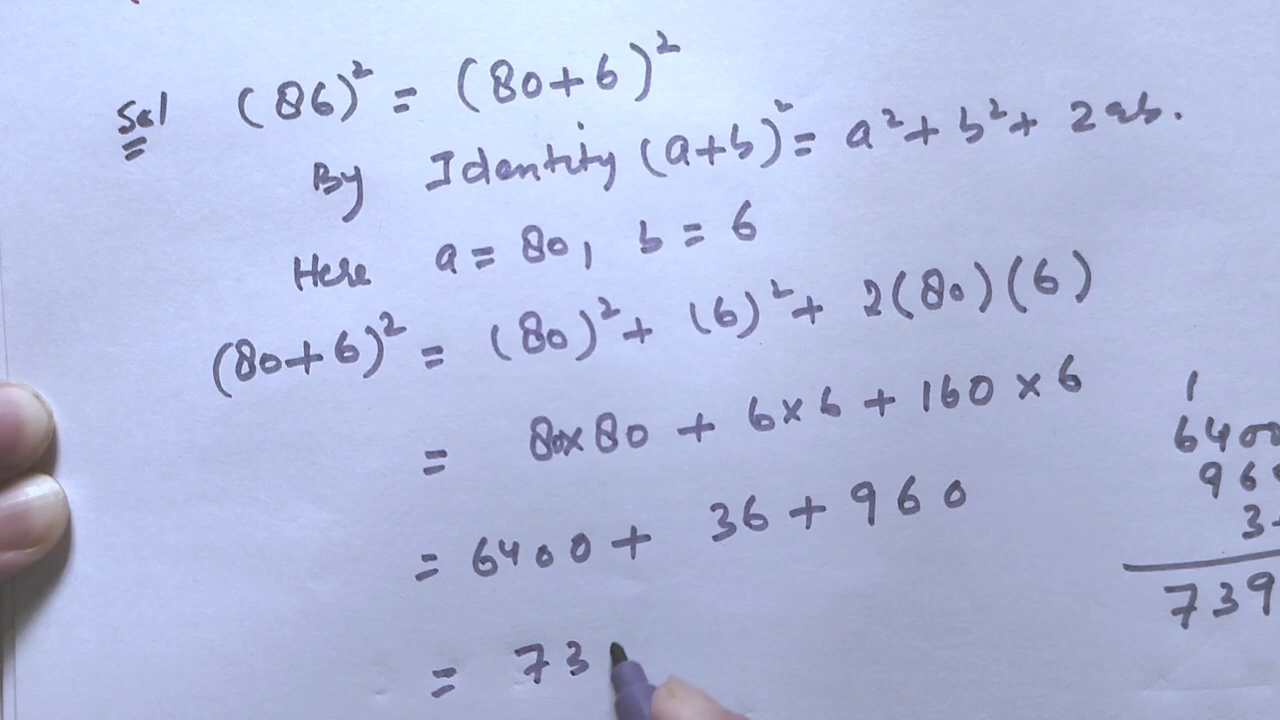 Sol (86)² = (80+6)²
By Identity (a+b)² = a²+ b²+ 2ab.
Here a = 80, b = 6
(80+6)² = (80)²+ (6)²+ 2(80)(6)
= 80×80 + 6×6 + 160 × 6
= 6400 + 36 + 960
= 73
1
6400
960
3
739